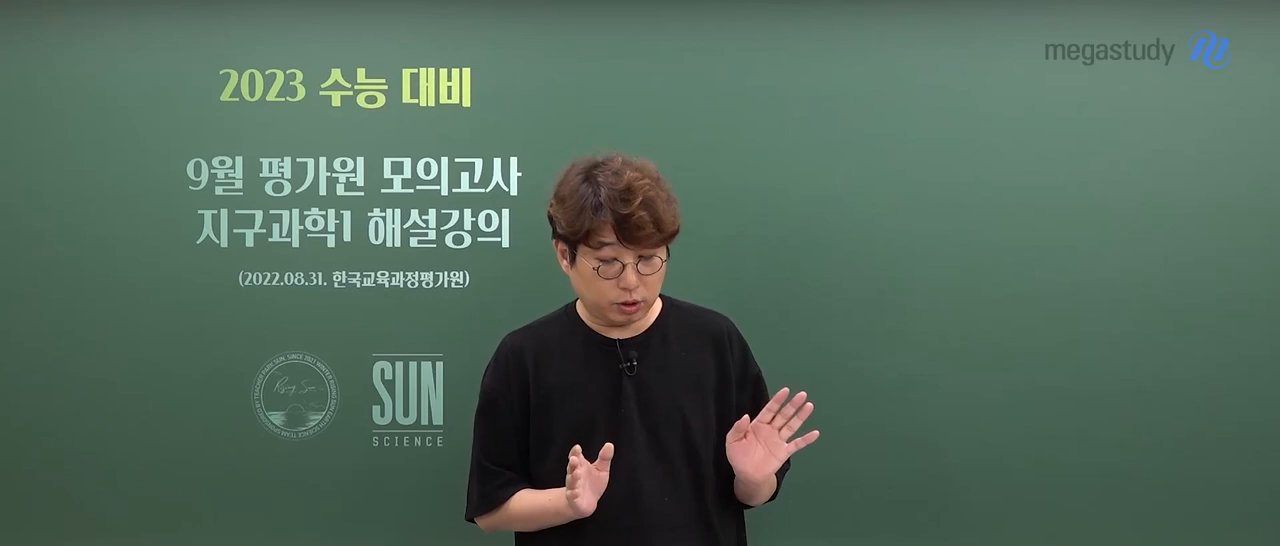 megastudy
2023 수능 대비
9월 평가원 모의고사
지구과학1 해설강의
(2022.08.31. 한국교육과정평가원)
Rising Sun
SUN
SCIENCE